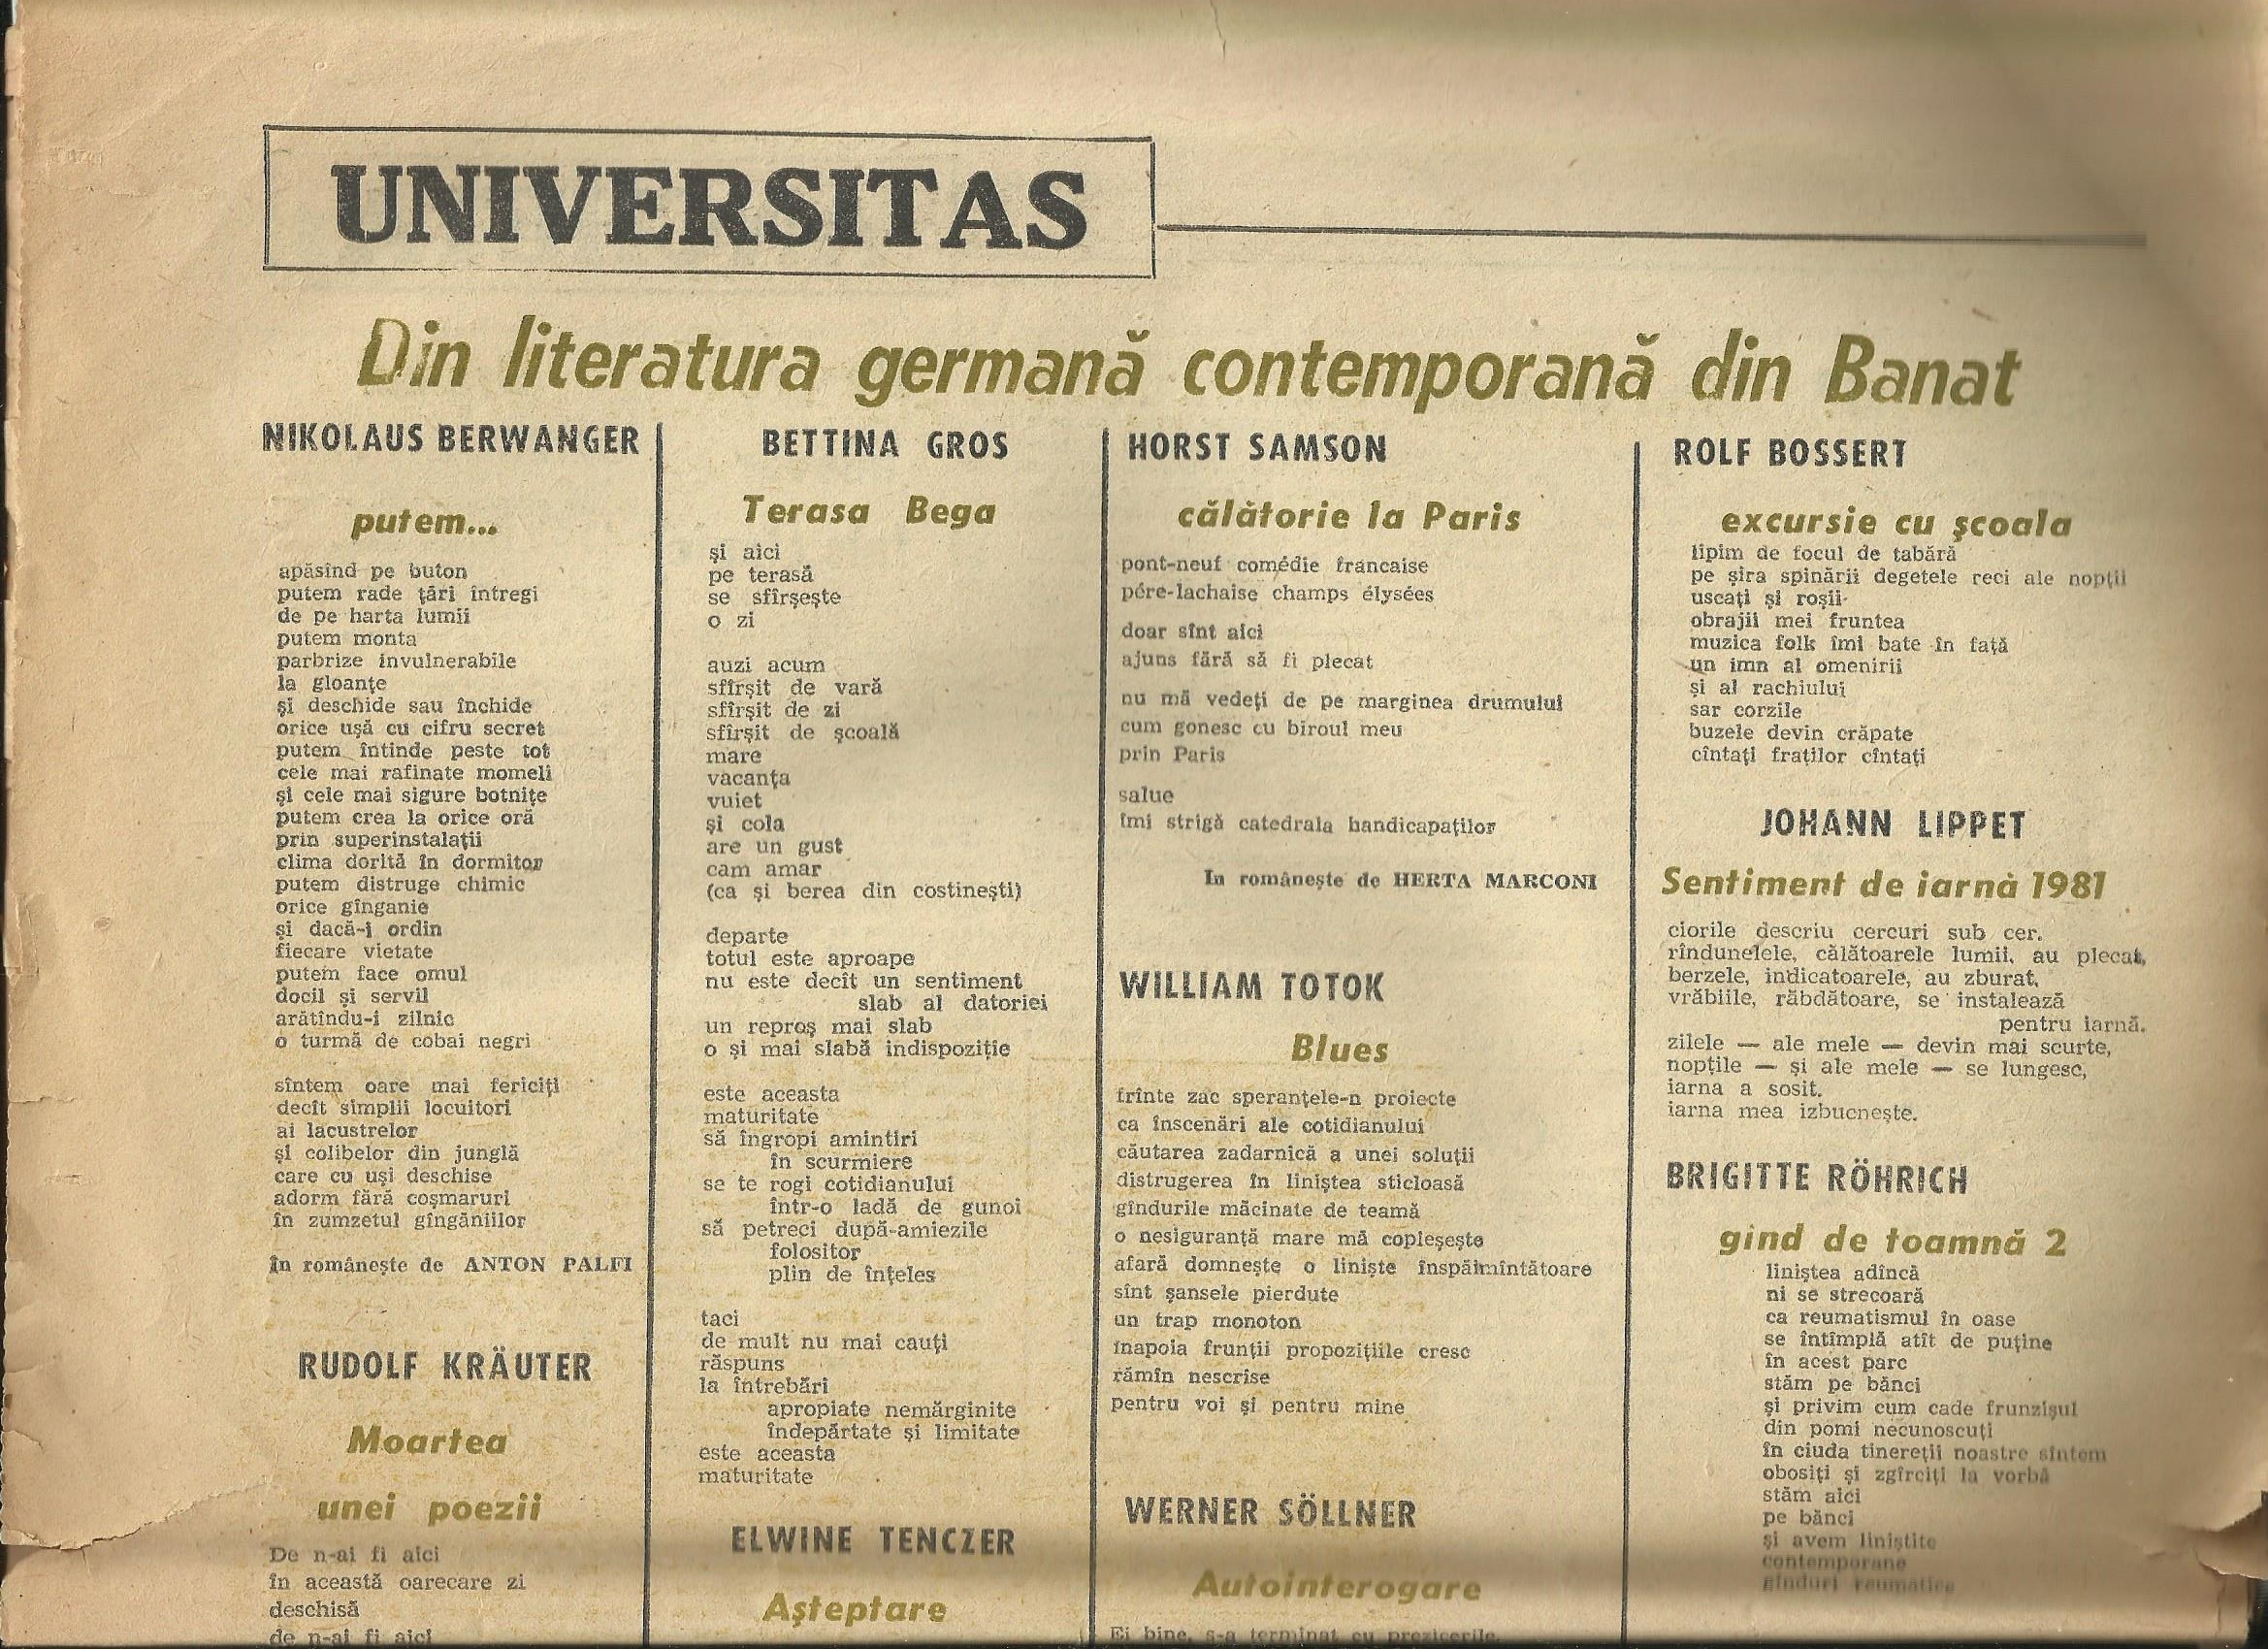 UNIVERSITAS
Din literatura germană contemporană din Banat
NIKOLAUS BERWANGER
putem...
apăsînd pe buton
putem rade țări întregi
de pe harta lumii
putem monta
parbrize invulnerabile
la gloanțe
și deschide sau închide
orice ușă cu cifru secret
putem întinde peste tot
cele mai rafinate momeli
și cele mai sigure botnițe
putem crea la orice oră
prin superinstalații
clima dorită în dormitor
putem distruge chimic
orice gînganie
și dacă-i ordin
fiecare vietate
putem face omul
docil și servil
arătîndu-i zilnic
o turmă de cobai negri
sîntem oare mai fericiți
decît simplii locuitori
ai lacustrelor
și colibelor din junglă
care cu uși deschise
adorm fără coșmaruri
în zumzetul gîngăniilor
În românește de ANTON PALFI
RUDOLF KRÄUTER
Moartea
unei poezii
De n-ai fi aici
în această oarecare zi
deschisă
de n-ai fi aici
BETTINA GROS
Terasa Bega
și aici
pe terasă
se sfîrșește
o zi
auzi acum
sfîrșit de vară
sfîrșit de zi
sfîrșit de școală
mare
vacanța
vuiet
și cola
are un gust
cam amar
(ca și berea din costinești)
departe
totul este aproape
nu este decît un sentiment
slab al datoriei
un reproș mai slab
o și mai slabă indispoziție
este aceasta
maturitate
să îngropi amintiri
în scurmiere
se te rogi cotidianului
într-o ladă de gunoi
să petreci după-amiezile
folositor
plin de înțeles
taci
de mult nu mai cauți
răspuns
la întrebări
apropiate nemărginite
îndepărtate și limitate
este aceasta
maturitate
ELWINE TENCZER
Așteptare
HORST SAMSON
călătorie la Paris
pont-neuf comédie francaise
pére-lachaise champs élysées
doar sînt aici
ajuns fără să fi plecat
nu mă vedeți de pe marginea drumului
cum gonesc cu biroul meu
prin Paris
salue
îmi strigă catedrala handicapaților
In românește de HERTA MARCONI
WILLIAM TOTOK
Blues
frînte zac speranțele-n proiecte
ca înscenări ale cotidianului
căutarea zadarnică a unei soluții
distrugerea în liniștea sticloasă
gîndurile măcinate de teamă
o nesiguranță mare mă copleșește
afară domnește o liniște înspăimîntătoare
sînt șansele pierdute
un trap monoton
înapoia frunții propozițiile cresc
rămîn nescrise
pentru voi și pentru mine
WERNER SÖLLNER
Autointerogare
Ei bine, s-a terminat cu prezicerile.
ROLF BOSSERT
excursie cu școala
lipim de focul de tabără
pe șira spinării degetele reci ale nopții
uscați și roșii
obrajii mei fruntea
muzica folk îmi bate în față
un imn al omenirii
și al rachiului
sar corzile
buzele devin crăpate
cîntați fraților cîntați
JOHANN LIPPET
Sentiment de iarnă 1981
ciorile descriu cercuri sub cer.
rîndunelele, călătoarele lumii, au plecat,
berzele, indicatoarele, au zburat,
vrăbiile, răbdătoare, se instalează
pentru iarnă.
zilele — ale mele — devin mai scurte,
nopțile — și ale mele — se lungesc,
iarna a sosit.
iarna mea izbucnește.
BRIGITTE RÖHRICH
gînd de toamnă 2
liniștea adîncă
ni se strecoară
ca reumatismul în oase
se întîmplă atît de puține
în acest parc
stăm pe bănci
și privim cum cade frunzișul
din pomi necunoscuți
în ciuda tinereții noastre sîntem
obosiți și zgîrciți la vorbă
stăm aici
pe bănci
și avem liniștite
contemporane
gînduri reumatice